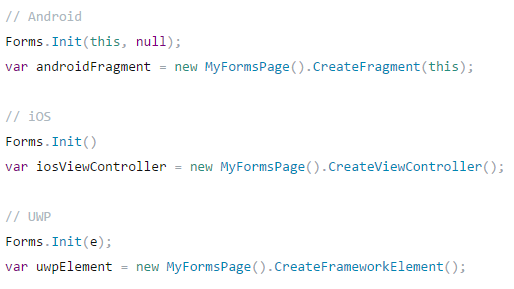 // Android
Forms.Init(this, null);
var androidFragment = new MyFormsPage().CreateFragment(this);
// iOS
Forms.Init()
var iosViewController = new MyFormsPage().CreateViewController();
// UWP
Forms.Init(e);
var uwpElement = new MyFormsPage().CreateFrameworkElement();